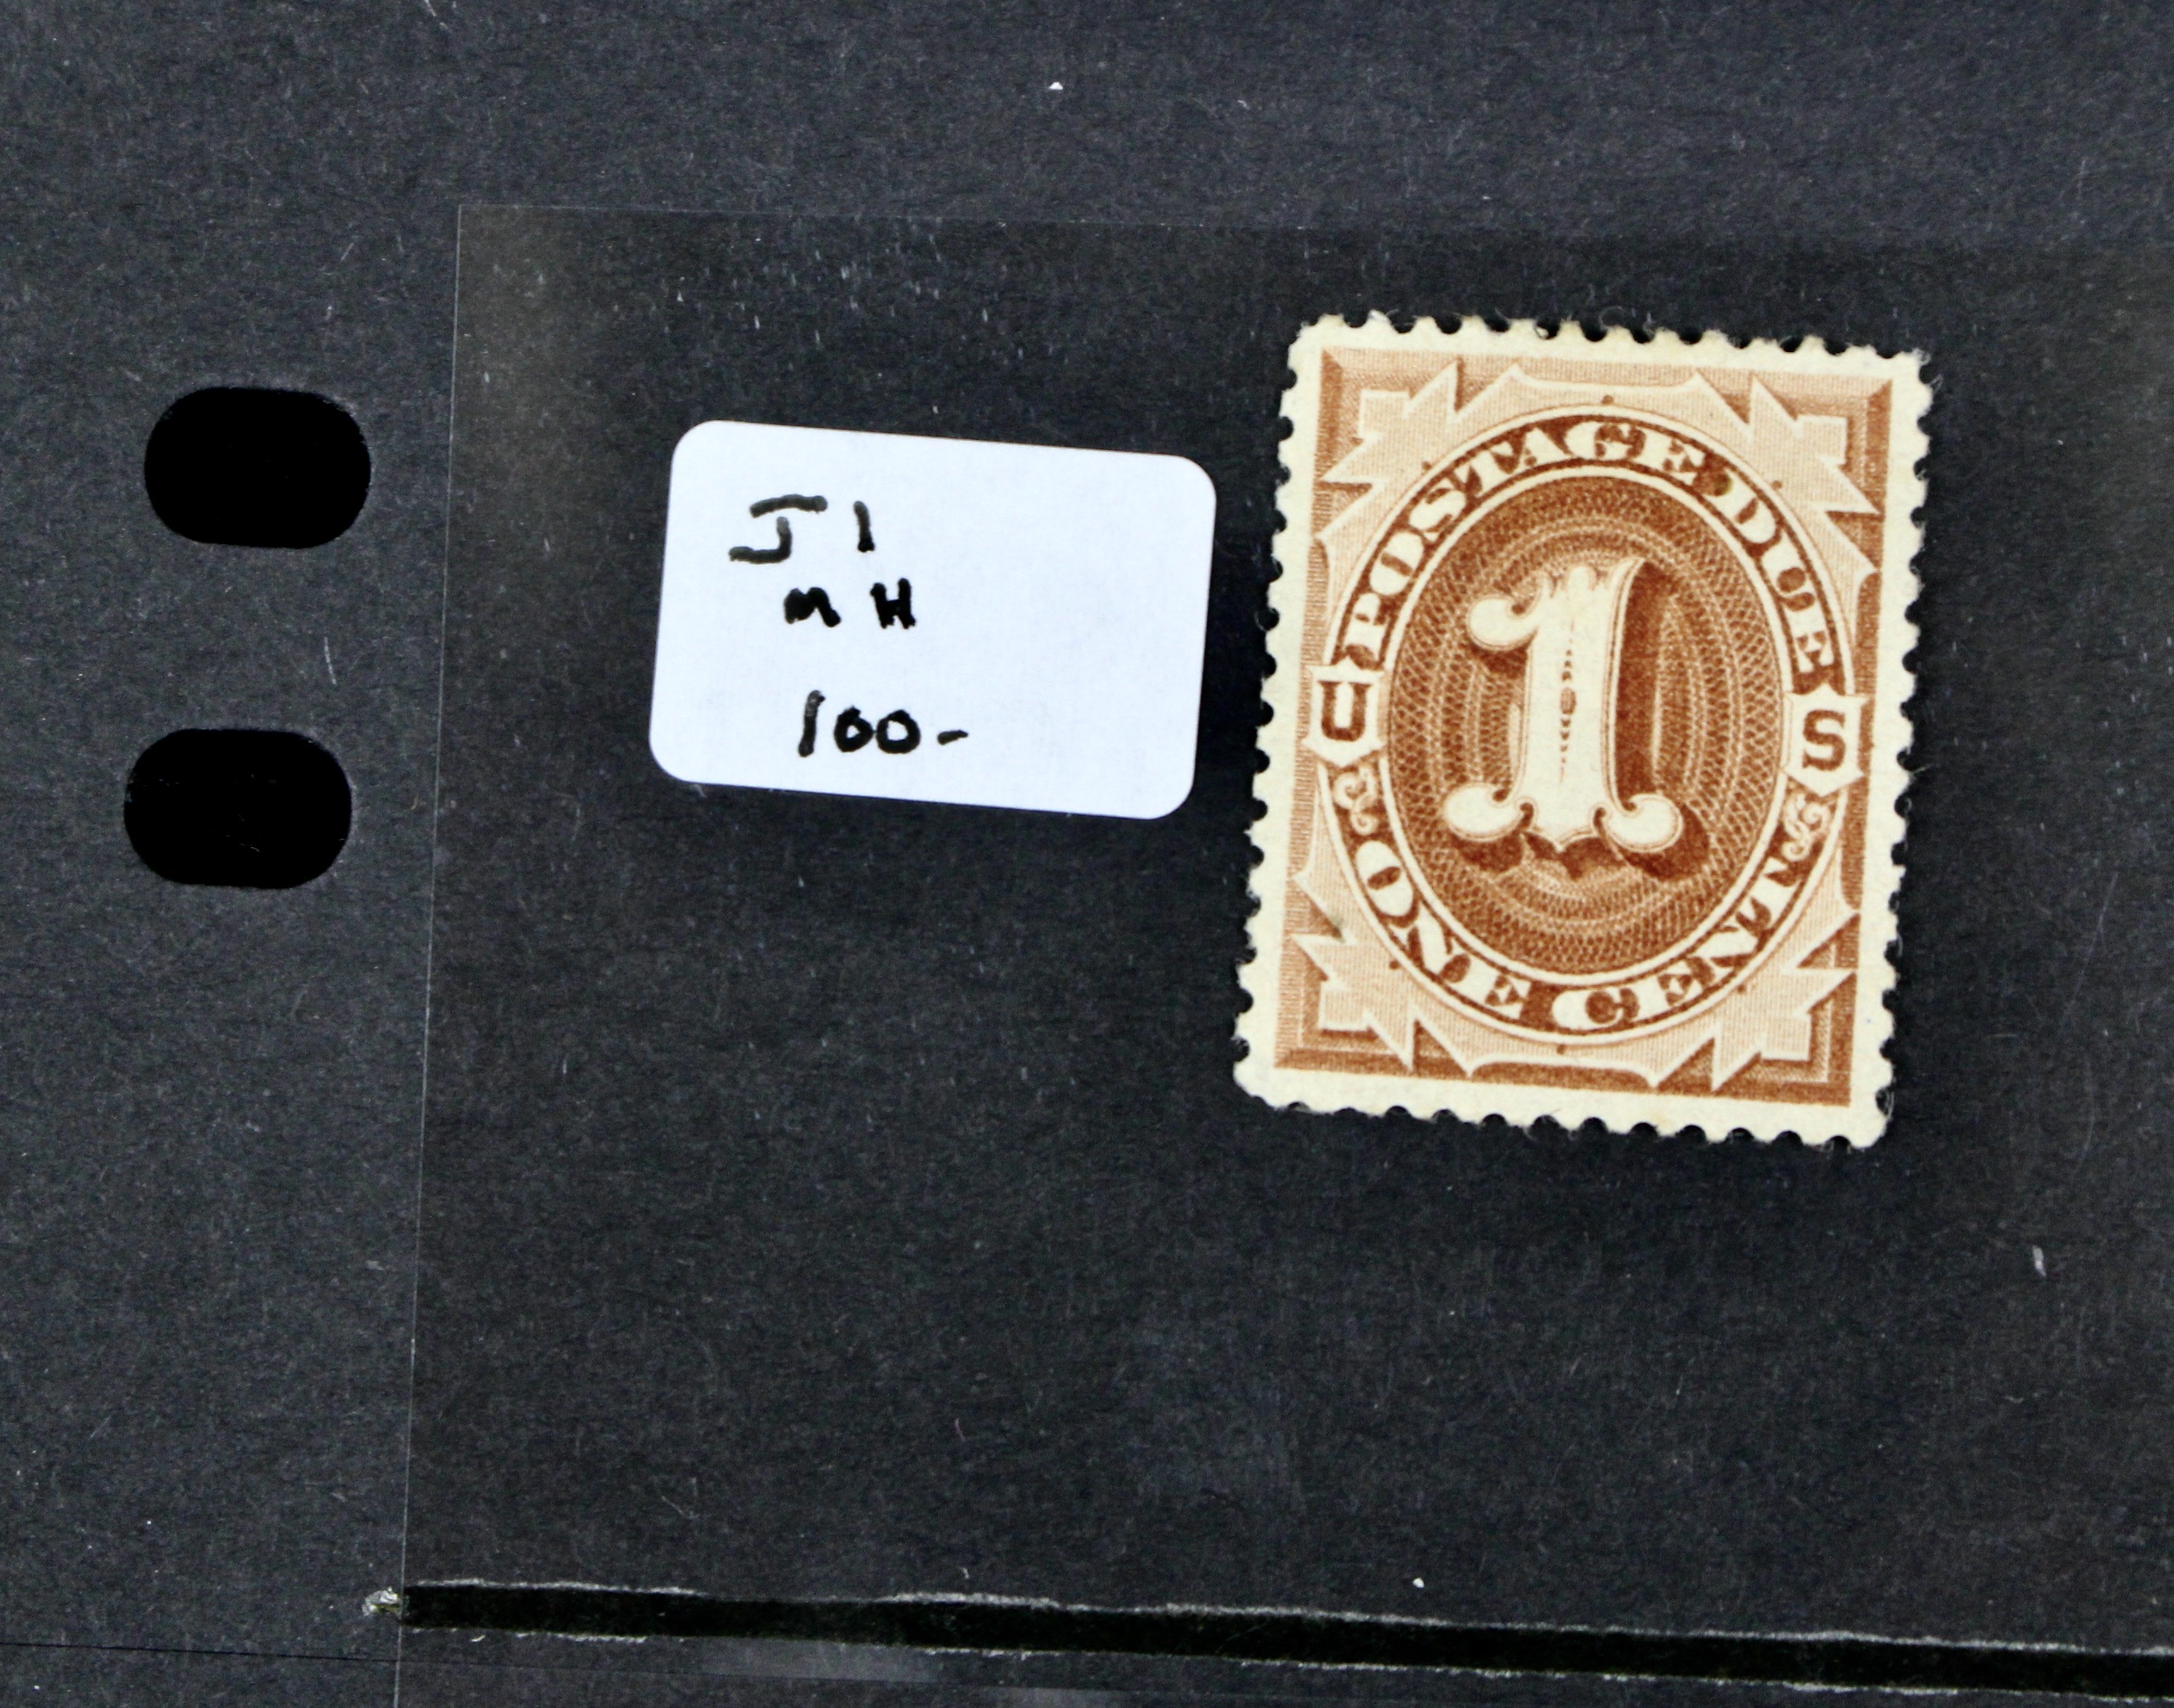 J1
MH
100-
POSTAGE DUE
U S
1
ONE CENT